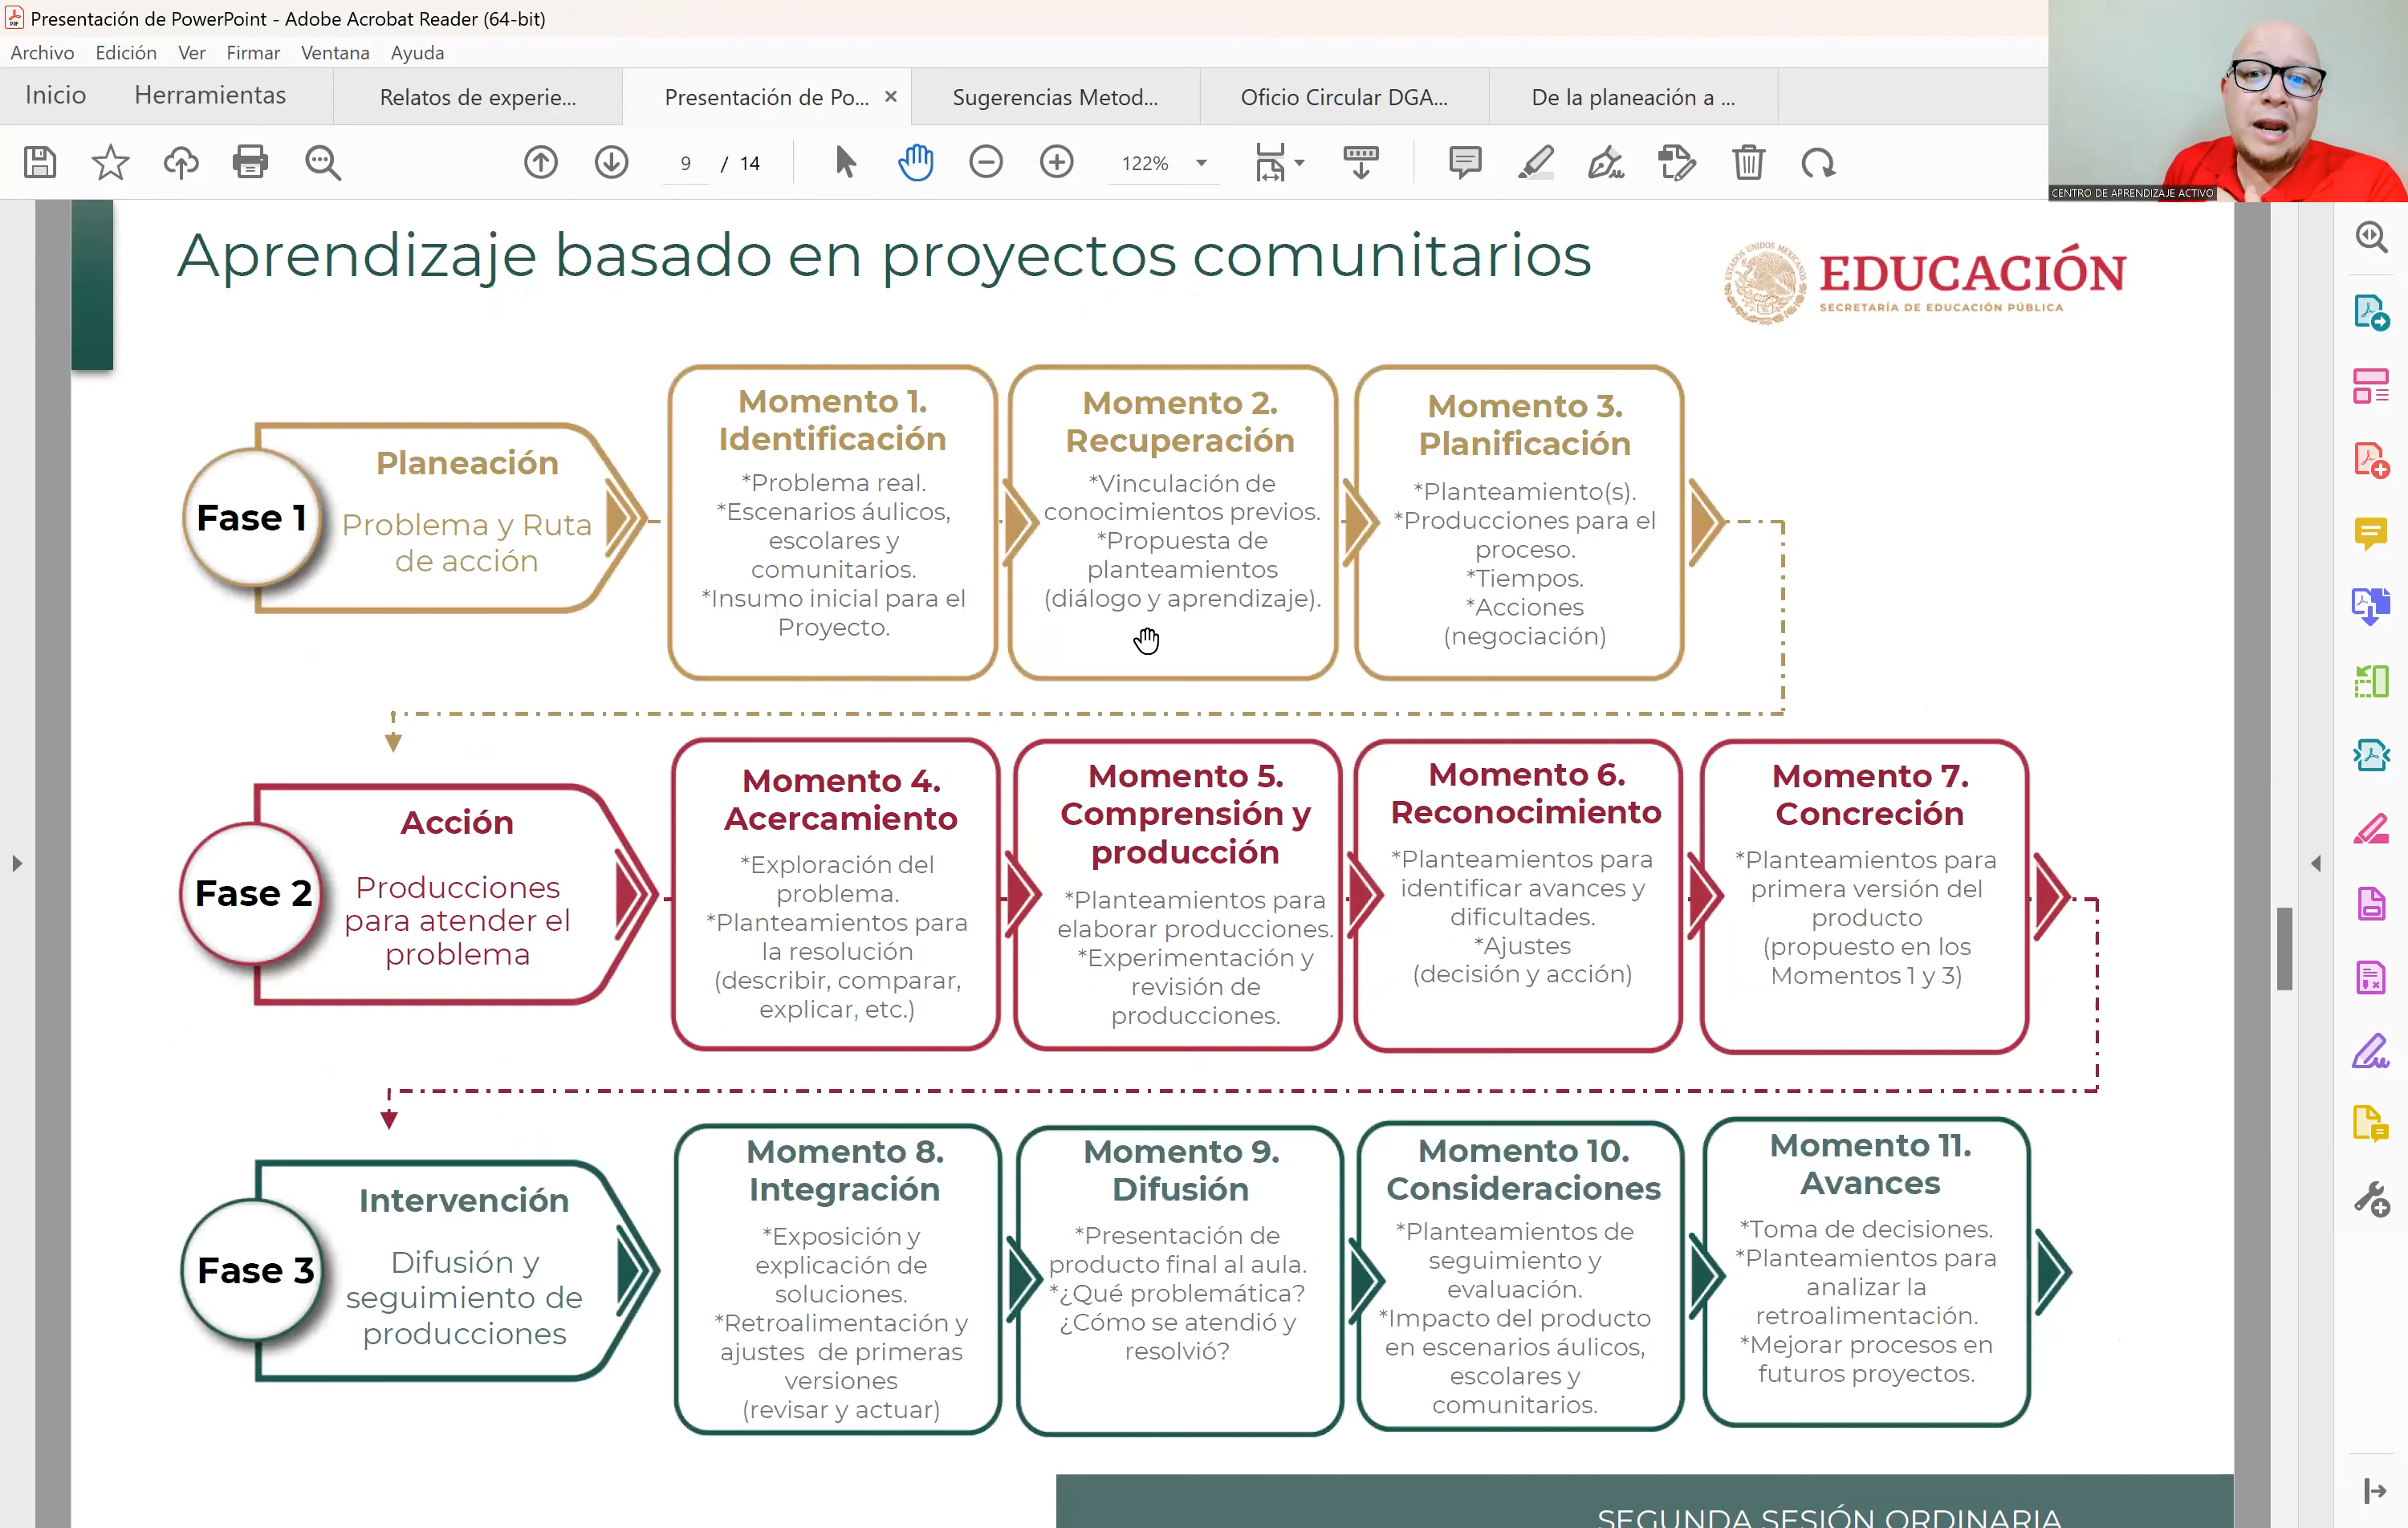 Presentación de PowerPoint - Adobe Acrobat Reader (64-bit)
Archivo Edición Ver Firmar Ventana Ayuda
Inicio Herramientas Relatos de experie... Presentación de Po... × Sugerencias Metod... Oficio Circular DGA... De la planeación a ...
9 / 14 122%
CENTRO DE APRENDIZAJE ACTIVO
Aprendizaje basado en proyectos comunitarios
ESTADOS UNIDOS MEXICANOS
EDUCACIÓN
SECRETARÍA DE EDUCACIÓN PÚBLICA
Fase 1
Planeación
Problema y Ruta
de acción
Momento 1.
Identificación
*Problema real.
*Escenarios áulicos,
escolares y
comunitarios.
*Insumo inicial para el
Proyecto.
Momento 2.
Recuperación
*Vinculación de
conocimientos previos.
*Propuesta de
planteamientos
(diálogo y aprendizaje).
Momento 3.
Planificación
*Planteamiento(s).
*Producciones para el
proceso.
*Tiempos.
*Acciones
(negociación)
Fase 2
Acción
Producciones
para atender el
problema
Momento 4.
Acercamiento
*Exploración del
problema.
*Planteamientos para
la resolución
(describir, comparar,
explicar, etc.)
Momento 5.
Comprensión y
producción
*Planteamientos para
elaborar producciones.
*Experimentación y
revisión de
producciones.
Momento 6.
Reconocimiento
*Planteamientos para
identificar avances y
dificultades.
*Ajustes
(decisión y acción)
Momento 7.
Concreción
*Planteamientos para
primera versión del
producto
(propuesto en los
Momentos 1 y 3)
Fase 3
Intervención
Difusión y
seguimiento de
producciones
Momento 8.
Integración
*Exposición y
explicación de
soluciones.
*Retroalimentación y
ajustes de primeras
versiones
(revisar y actuar)
Momento 9.
Difusión
*Presentación de
producto final al aula.
*¿Qué problemática?
¿Cómo se atendió y
resolvió?
Momento 10.
Consideraciones
*Planteamientos de
seguimiento y
evaluación.
*Impacto del producto
en escenarios áulicos,
escolares y
comunitarios.
Momento 11.
Avances
*Toma de decisiones.
*Planteamientos para
analizar la
retroalimentación.
*Mejorar procesos en
futuros proyectos.
SEGUNDA SESIÓN ORDINARIA